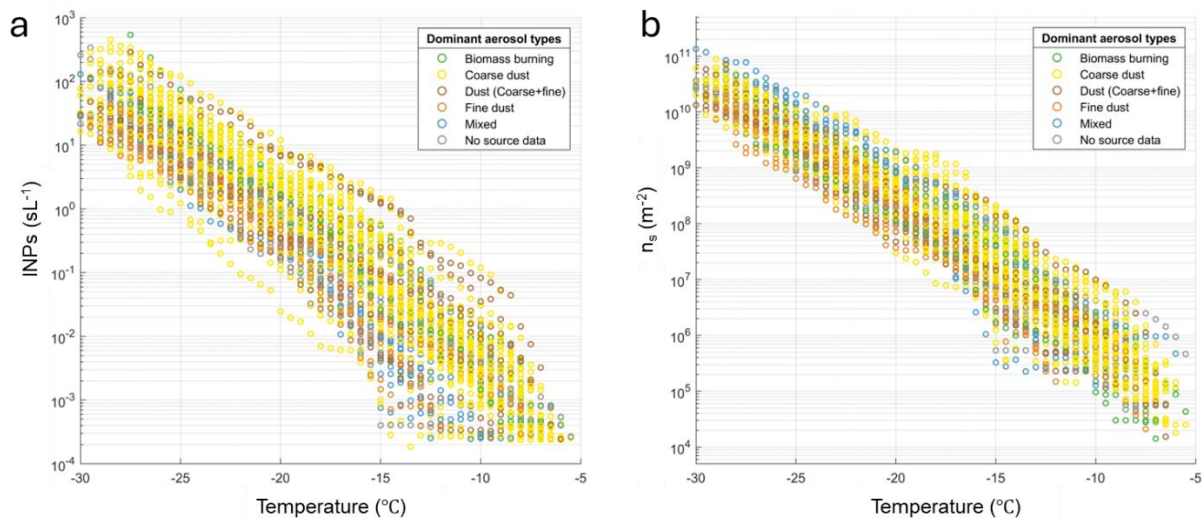 a
10³
10²
10¹
10⁰
10⁻¹
10⁻²
10⁻³
10⁻⁴
INPs (sL⁻¹)
Dominant aerosol types
Biomass burning
Coarse dust
Dust (Coarse+fine)
Fine dust
Mixed
No source data
-30 -25 -20 -15 -10 -5
Temperature (°C)
b
10¹¹
10¹⁰
10⁹
10⁸
10⁷
10⁶
10⁵
10⁴
nₛ (m⁻²)
Dominant aerosol types
Biomass burning
Coarse dust
Dust (Coarse+fine)
Fine dust
Mixed
No source data
-30 -25 -20 -15 -10 -5
Temperature (°C)